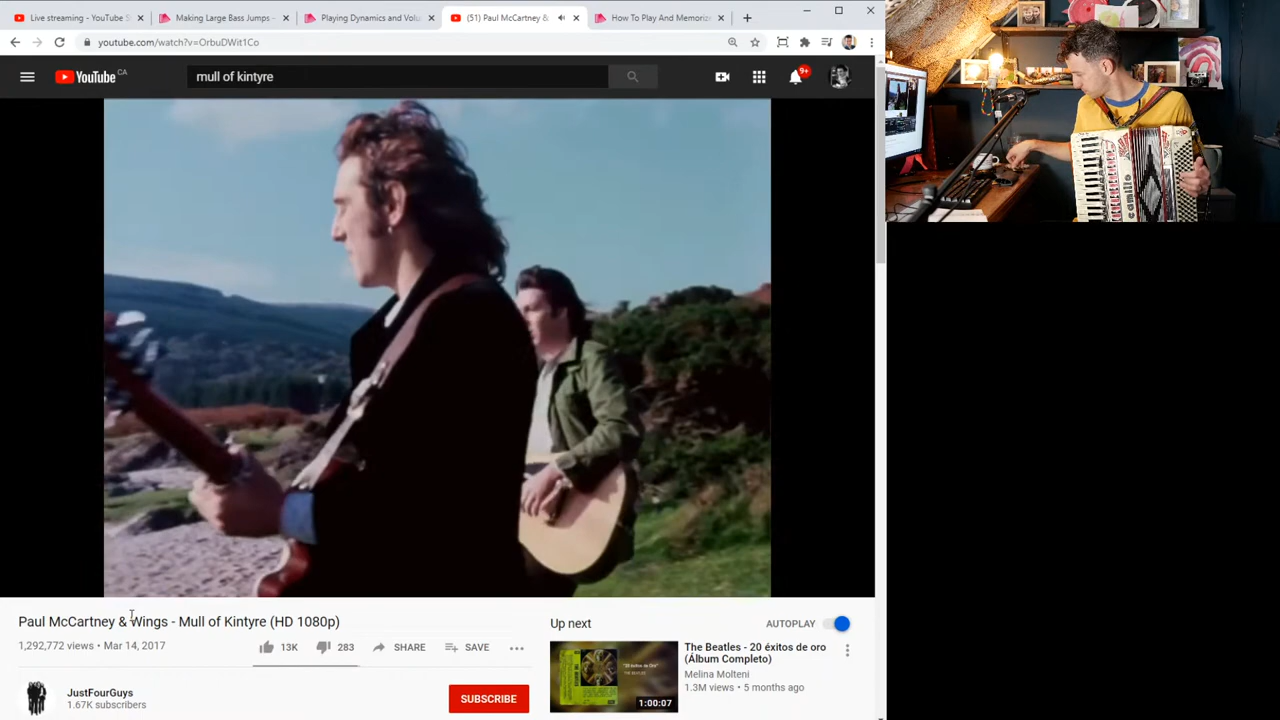 Live streaming - YouTube S
Making Large Bass Jumps -
Playing Dynamics and Volu
(51) Paul McCartney &
How To Play And Memoriz
youtube.com/watch?v=OrbuDWit1Co
YouTube CA
mull of kintyre
9+
Paul McCartney & Wings - Mull of Kintyre (HD 1080p)
1,292,772 views • Mar 14, 2017
13K
283
SHARE
SAVE
JustFourGuys
1.67K subscribers
SUBSCRIBE
Up next
AUTOPLAY
The Beatles - 20 éxitos de oro
(Álbum Completo)
Melina Molteni
1.3M views • 5 months ago
1:00:07
camillo